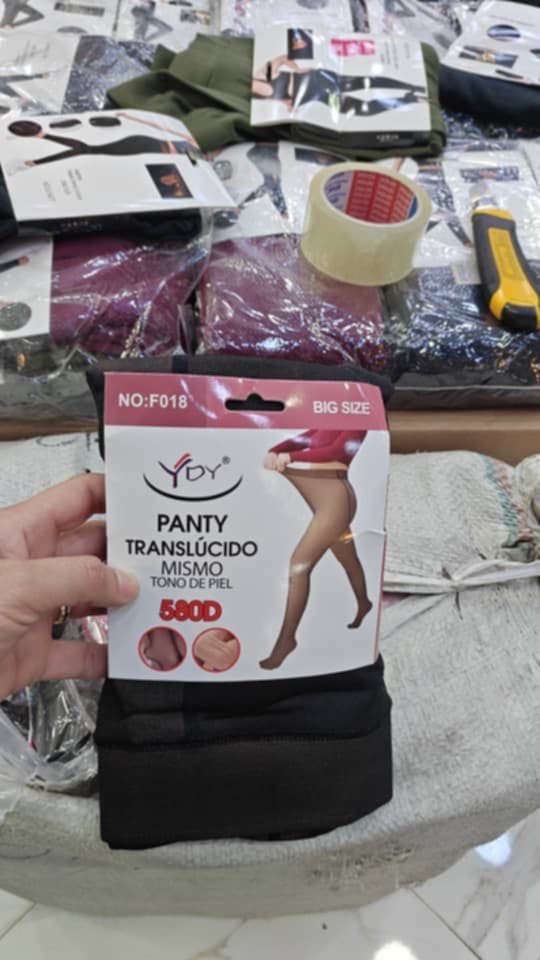 NO:F018
BIG SIZE
YDY®
PANTY
TRANSLÚCIDO
MISMO
TONO DE PIEL
580D